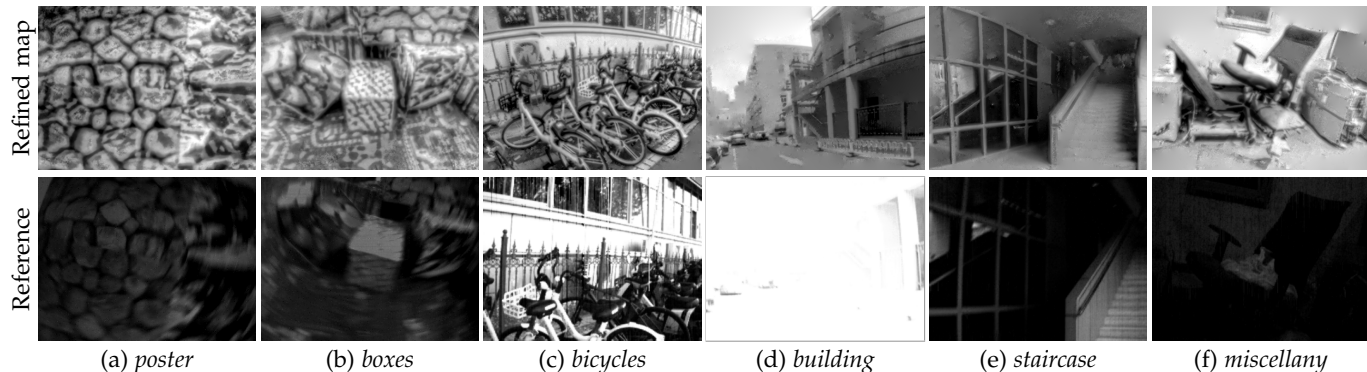 Refined map
Reference
(a) poster
(b) boxes
(c) bicycles
(d) building
(e) staircase
(f) miscellany